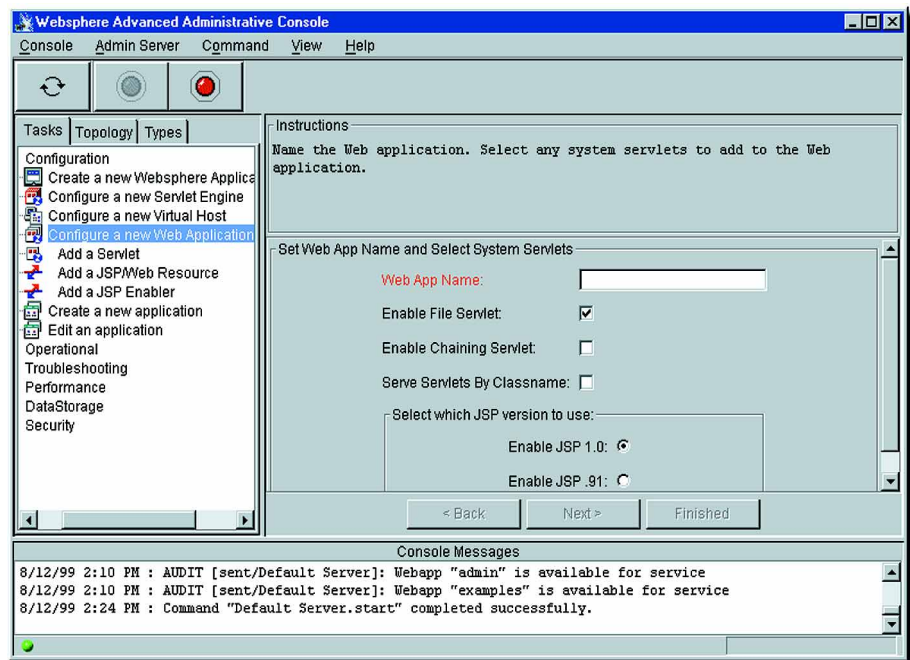 Websphere Advanced Administrative Console
Console Admin Server Command View Help
Tasks Topology Types
Configuration
Create a new Websphere Applica
Configure a new Servlet Engine
Configure a new Virtual Host
Configure a new Web Application
Add a Servlet
Add a JSP/Web Resource
Add a JSP Enabler
Create a new application
Edit an application
Operational
Troubleshooting
Performance
DataStorage
Security
Instructions
Name the Web application. Select any system servlets to add to the Web
application.
Set Web App Name and Select System Servlets
Web App Name:
Enable File Servlet:
Enable Chaining Servlet:
Serve Servlets By Classname:
Select which JSP version to use:
Enable JSP 1.0:
Enable JSP .91:
< Back Next > Finished
Console Messages
8/12/99 2:10 PM : AUDIT [sent/Default Server]: Webapp "admin" is available for service
8/12/99 2:10 PM : AUDIT [sent/Default Server]: Webapp "examples" is available for service
8/12/99 2:24 PM : Command "Default Server.start" completed successfully.